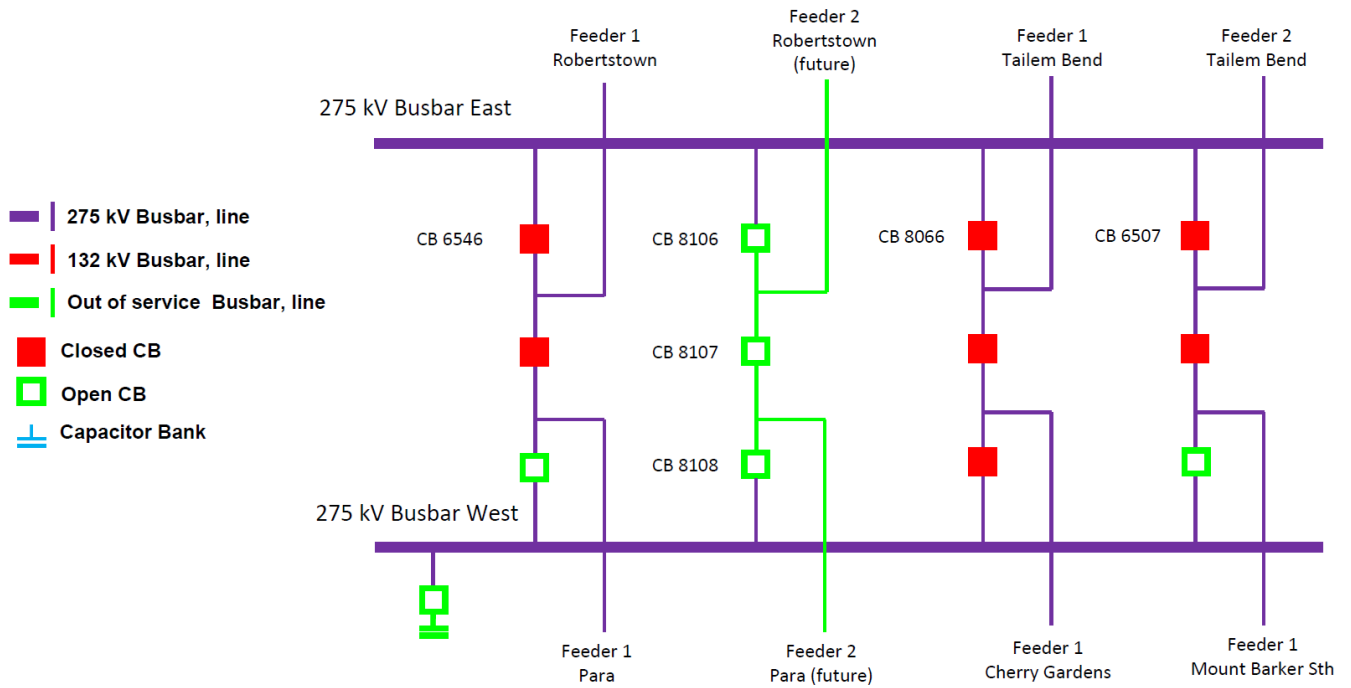 Feeder 1
Robertstown
Feeder 2
Robertstown
(future)
Feeder 1
Tailem Bend
Feeder 2
Tailem Bend
275 kV Busbar East
275 kV Busbar, line
132 kV Busbar, line
Out of service Busbar, line
Closed CB
Open CB
Capacitor Bank
CB 6546
CB 8106
CB 8066
CB 6507
CB 8107
CB 8108
275 kV Busbar West
Feeder 1
Para
Feeder 2
Para (future)
Feeder 1
Cherry Gardens
Feeder 1
Mount Barker Sth